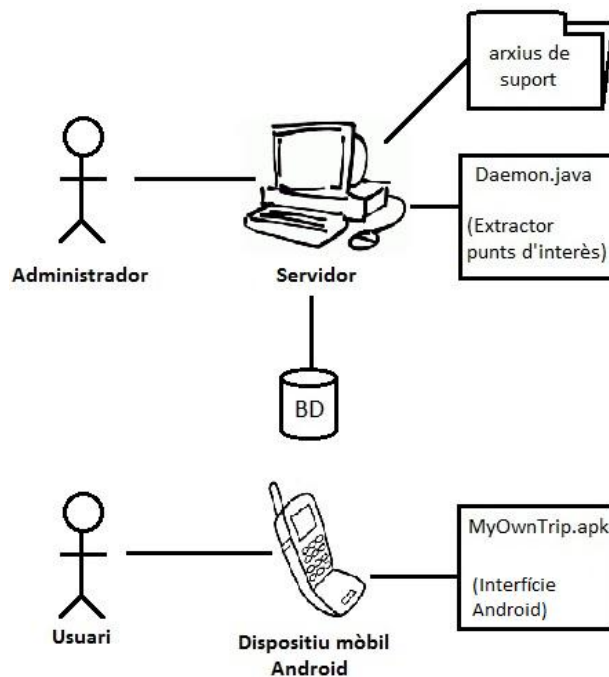 arxius de
suport
Daemon.java
(Extractor
punts d'interès)
Administrador
Servidor
BD
MyOwnTrip.apk
(Interfície
Android)
Usuari
Dispositiu mòbil
Android